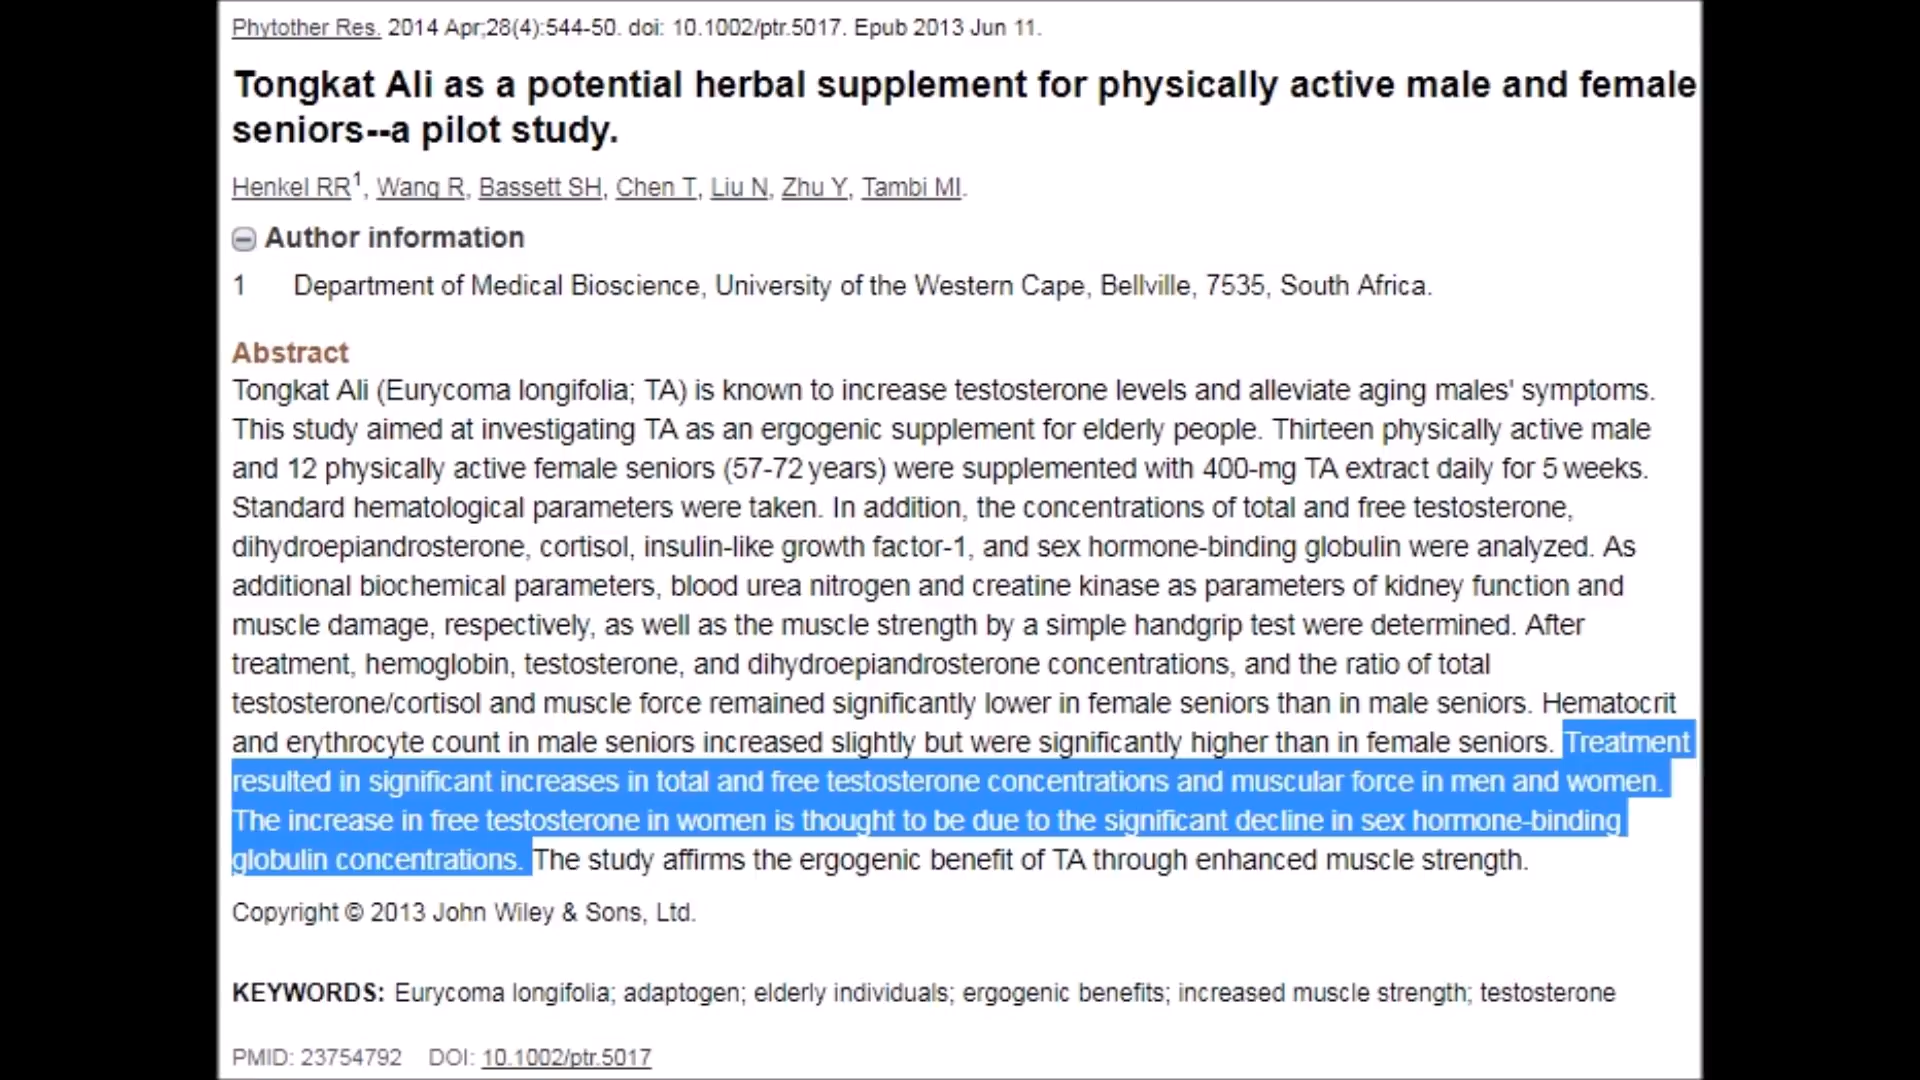 Phytother Res. 2014 Apr;28(4):544-50. doi: 10.1002/ptr.5017. Epub 2013 Jun 11.
Tongkat Ali as a potential herbal supplement for physically active male and female
seniors--a pilot study.
Henkel RR1, Wang R, Bassett SH, Chen T, Liu N, Zhu Y, Tambi MI.
Author information
1 Department of Medical Bioscience, University of the Western Cape, Bellville, 7535, South Africa.
Abstract
Tongkat Ali (Eurycoma longifolia; TA) is known to increase testosterone levels and alleviate aging males' symptoms.
This study aimed at investigating TA as an ergogenic supplement for elderly people. Thirteen physically active male
and 12 physically active female seniors (57-72 years) were supplemented with 400-mg TA extract daily for 5 weeks.
Standard hematological parameters were taken. In addition, the concentrations of total and free testosterone,
dihydroepiandrosterone, cortisol, insulin-like growth factor-1, and sex hormone-binding globulin were analyzed. As
additional biochemical parameters, blood urea nitrogen and creatine kinase as parameters of kidney function and
muscle damage, respectively, as well as the muscle strength by a simple handgrip test were determined. After
treatment, hemoglobin, testosterone, and dihydroepiandrosterone concentrations, and the ratio of total
testosterone/cortisol and muscle force remained significantly lower in female seniors than in male seniors. Hematocrit
and erythrocyte count in male seniors increased slightly but were significantly higher than in female seniors. Treatment
resulted in significant increases in total and free testosterone concentrations and muscular force in men and women.
The increase in free testosterone in women is thought to be due to the significant decline in sex hormone-binding
globulin concentrations. The study affirms the ergogenic benefit of TA through enhanced muscle strength.
Copyright © 2013 John Wiley & Sons, Ltd.
KEYWORDS: Eurycoma longifolia; adaptogen; elderly individuals; ergogenic benefits; increased muscle strength; testosterone
PMID: 23754792 DOI: 10.1002/ptr.5017